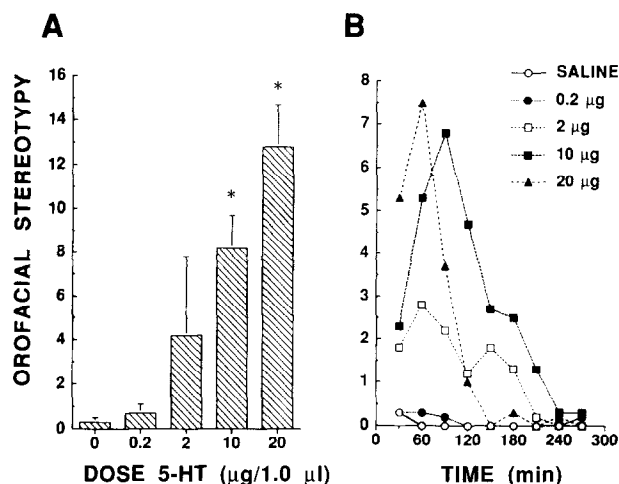 A
OROFACIAL STEREOTYPY
16
14
12
10
8
6
4
2
0
*
*
0 0.2 2 10 20
DOSE 5-HT (µg/1.0 µl)
B
SALINE
0.2 µg
2 µg
10 µg
20 µg
8
7
6
5
4
3
2
1
0
0 60 120 180 240 300
TIME (min)